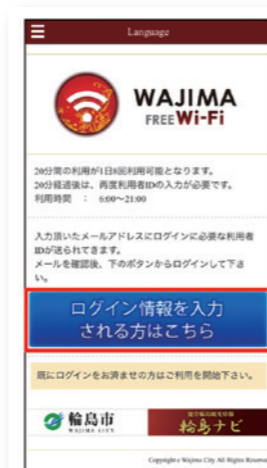 Language
WAJIMA
FREE Wi-Fi
20分間の利用が1日8回利用可能となります。
20分経過後は、再度利用者IDの入力が必要です。
利用時間 : 6:00〜21:00
入力頂いたメールアドレスにログインに必要な利用者
IDが送られてきます。
メールを確認後、下のボタンからログインして下さ
い。
ログイン情報を入力
される方はこちら
既にログインをお済ませの方はご利用を開始下さい。
輪島市
WAJIMA CITY
輪島ナビ
Copyright c Wajima City All Rights Reserve